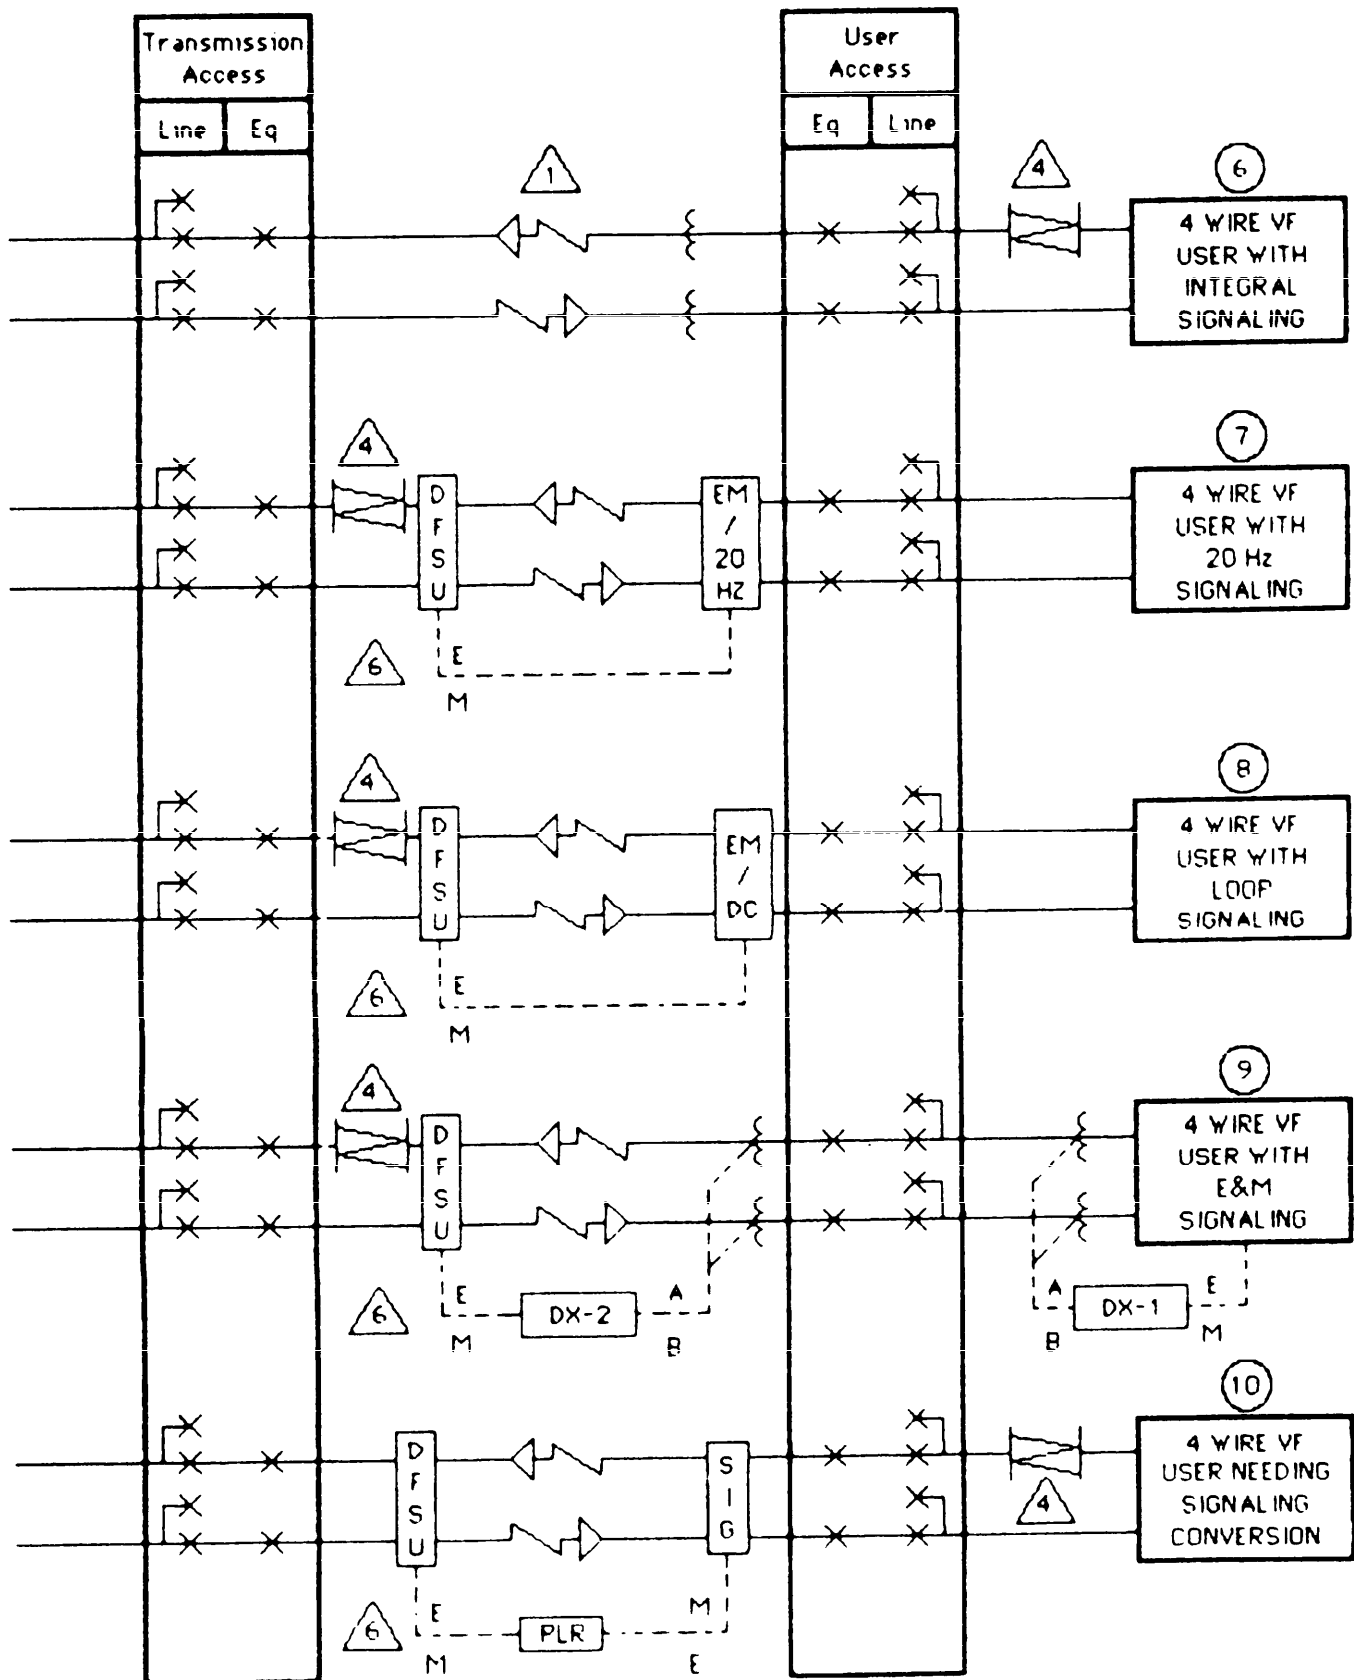 Transmission
Access
Line
Eq
User
Access
Eq
Line
1
4
6
4 WIRE VF
USER WITH
INTEGRAL
SIGNALING
4
D
F
S
U
EM
/
20
HZ
6
E
M
7
4 WIRE VF
USER WITH
20 Hz
SIGNALING
4
D
F
S
U
EM
/
DC
6
E
M
8
4 WIRE VF
USER WITH
LOOP
SIGNALING
4
D
F
S
U
6
E
M
DX-2
A
B
A
B
DX-1
E
M
9
4 WIRE VF
USER WITH
E&M
SIGNALING
D
F
S
U
S
I
G
6
E
M
PLR
M
E
4
10
4 WIRE VF
USER NEEDING
SIGNALING
CONVERSION